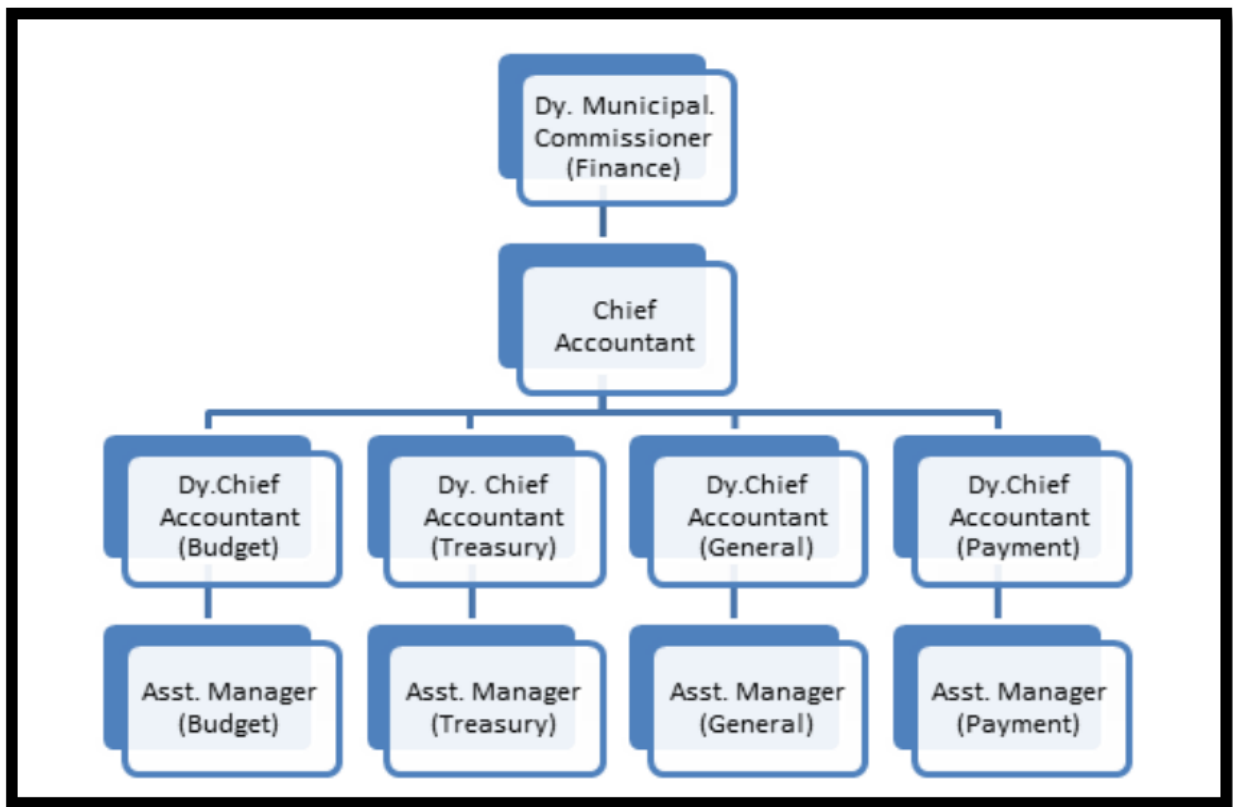 Dy. Municipal.
Commissioner
(Finance)
Chief
Accountant
Dy.Chief
Accountant
(Budget)
Dy. Chief
Accountant
(Treasury)
Dy.Chief
Accountant
(General)
Dy.Chief
Accountant
(Payment)
Asst. Manager
(Budget)
Asst. Manager
(Treasury)
Asst. Manager
(General)
Asst. Manager
(Payment)